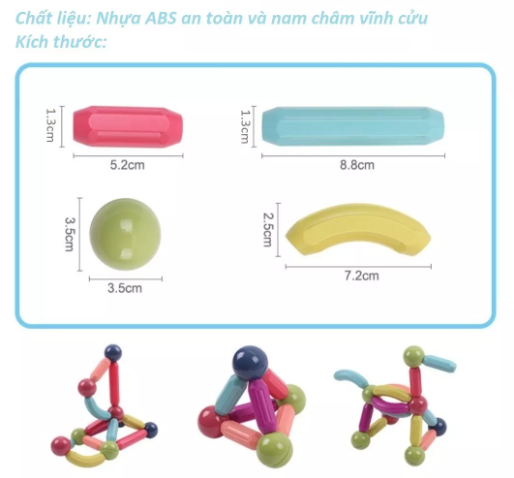 Chất liệu: Nhựa ABS an toàn và nam châm vĩnh cửu
Kích thước:
1.3cm
5.2cm
1.3cm
8.8cm
3.5cm
3.5cm
2.5cm
7.2cm